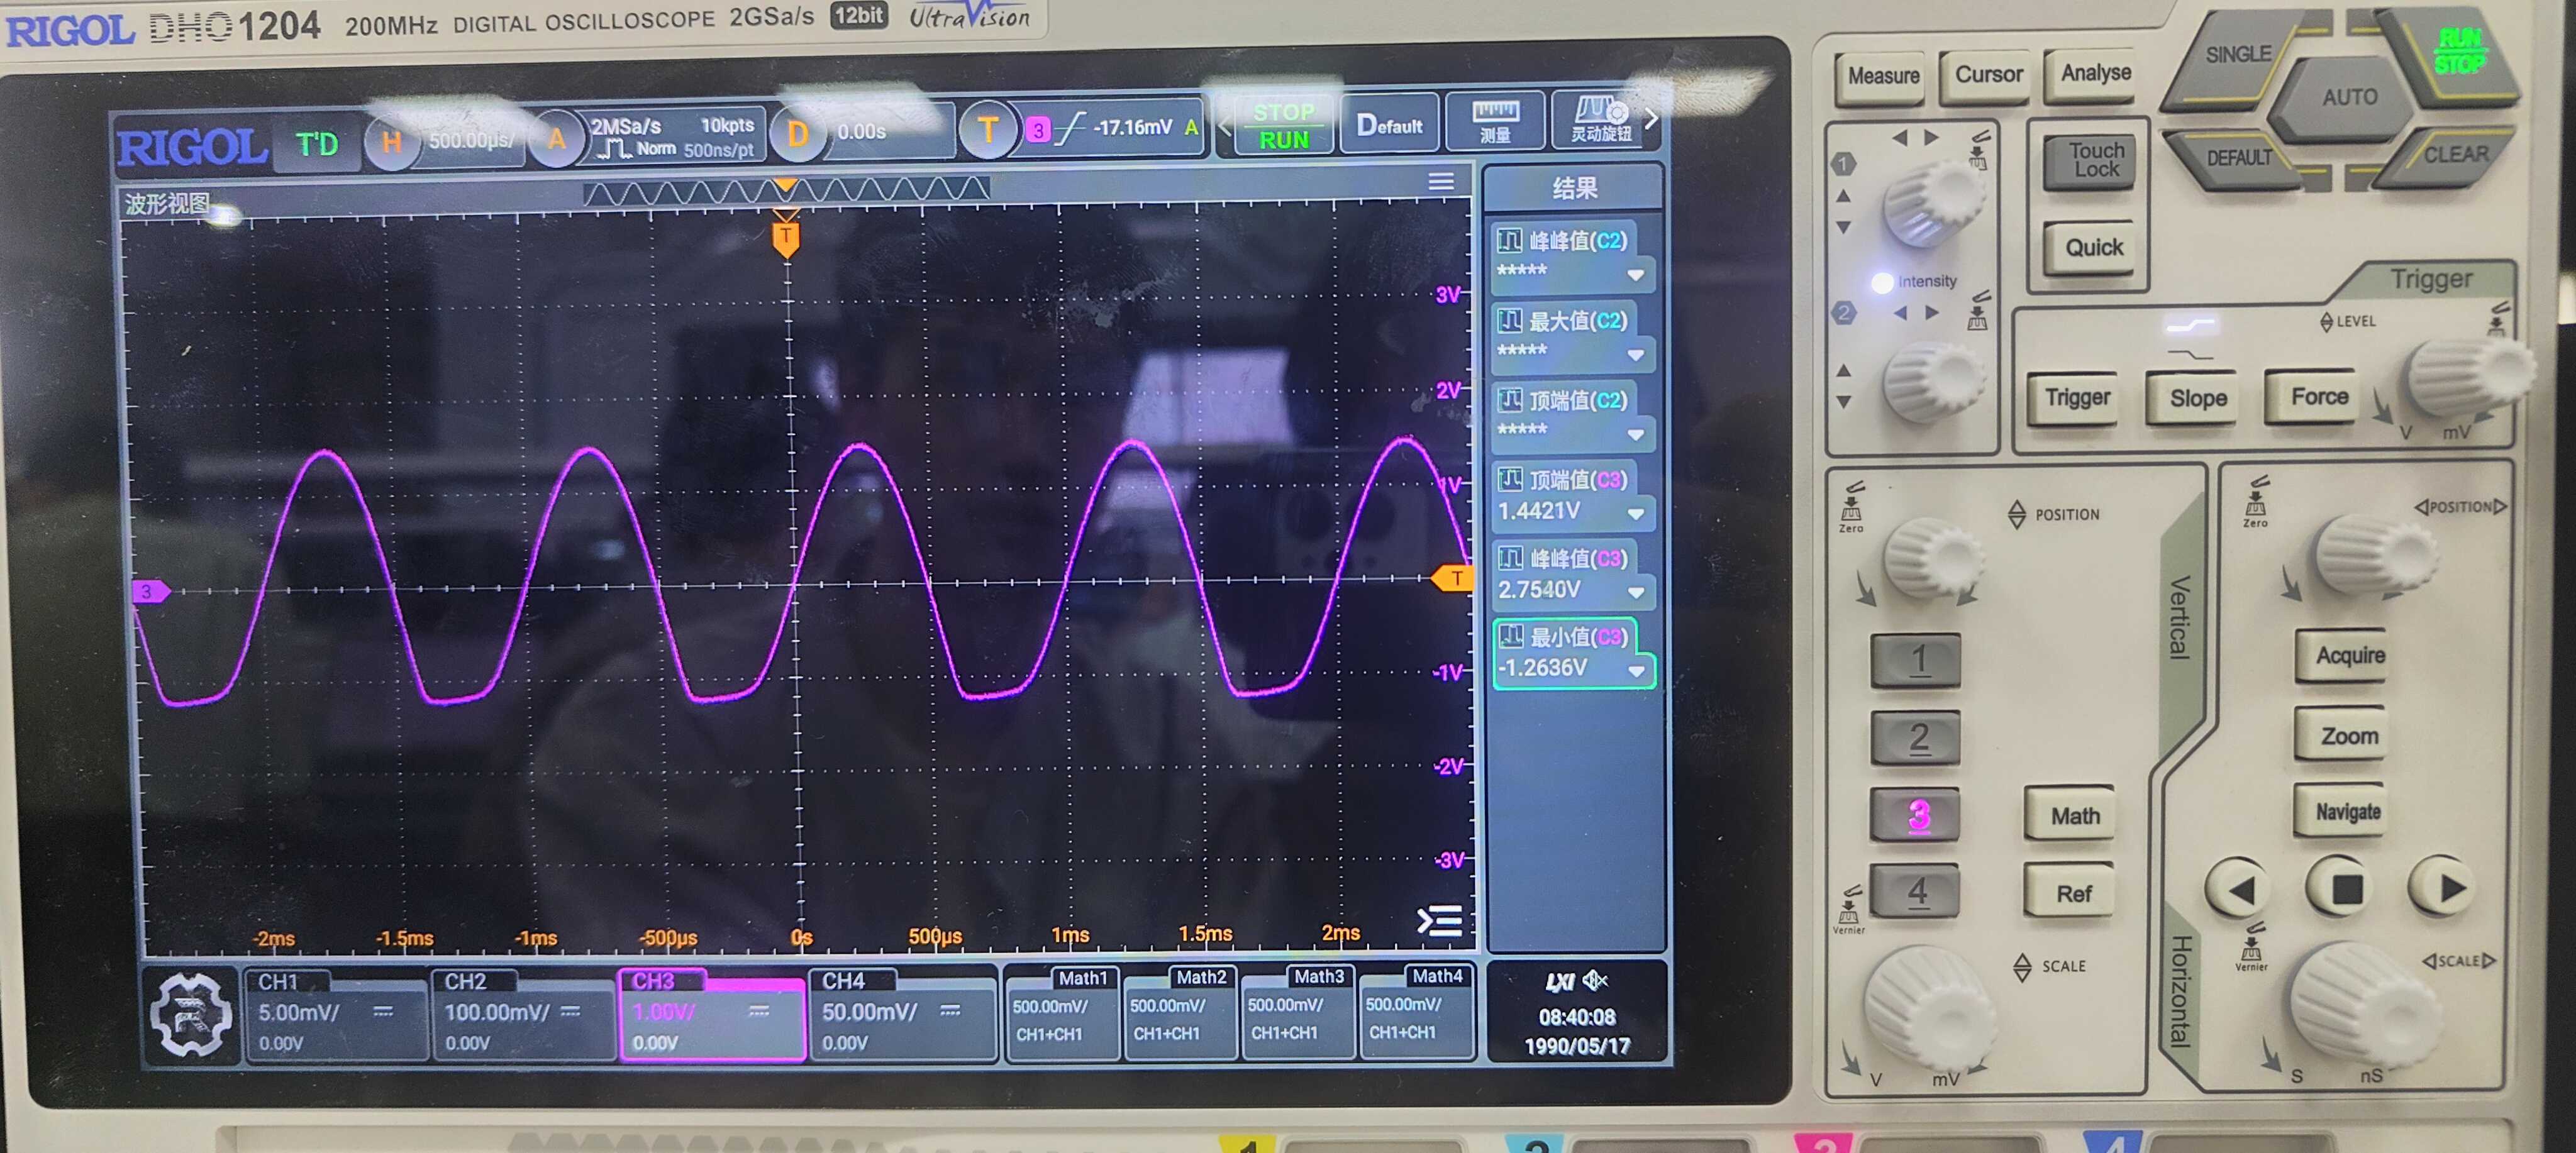 RIGOL DHO1204 200MHz DIGITAL OSCILLOSCOPE 2GSa/s 12bit UltraVision
RIGOL T'D H 500.00µs/ A 2MSa/s 10kpts D 0.00s T 3 -17.16mV A STOP Default 测量 灵动旋钮
Norm 500ns/pt RUN
波形视图
T
3V
2V
1V
3 T
-1V
-2V
-3V
-2ms -1.5ms -1ms -500µs 0s 500µs 1ms 1.5ms 2ms
结果
峰峰值(C2)
*****
最大值(C2)
*****
顶端值(C2)
*****
顶端值(C3)
1.4421V
峰峰值(C3)
2.7540V
最小值(C3)
-1.2636V
CH1
5.00mV/
0.00V
CH2
100.00mV/
0.00V
CH3
1.00V/
0.00V
CH4
50.00mV/
0.00V
Math1
500.00mV/
CH1+CH1
Math2
500.00mV/
CH1+CH1
Math3
500.00mV/
CH1+CH1
Math4
500.00mV/
CH1+CH1
LXI
08:40:08
1990/05/17
Measure Cursor Analyse
SINGLE
RUN
STOP
AUTO
DEFAULT
CLEAR
1
Intensity
2
Touch
Lock
Quick
Trigger
LEVEL
Trigger Slope Force
V mV
Zero
POSITION
1
2
3
4
Math
Ref
Vernier
SCALE
V mV
Vertical
Zero
POSITION
Acquire
Zoom
Navigate
Vernier
SCALE
S nS
Horizontal
1 2 3 4